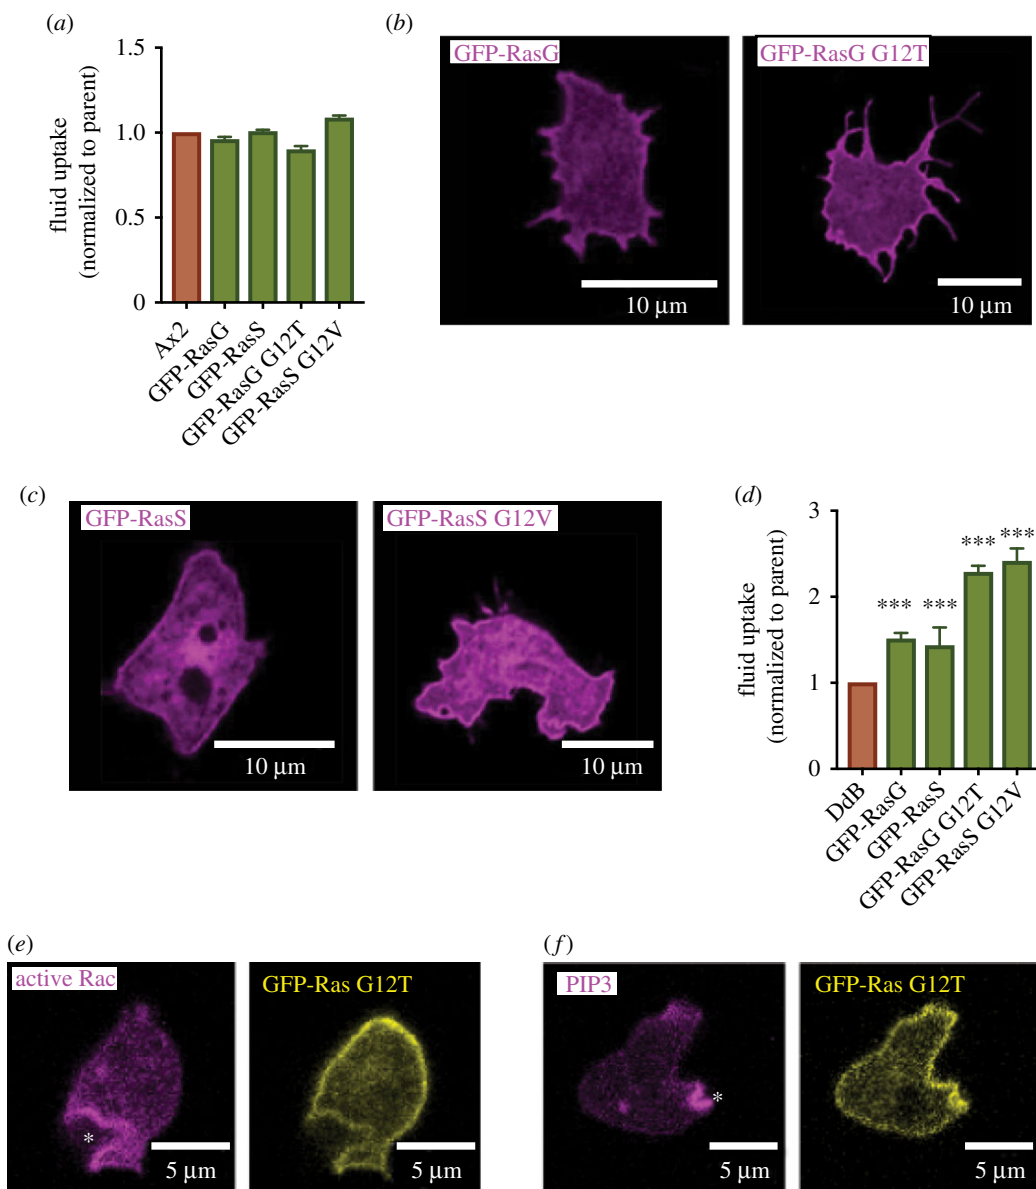 (a)
1.5
1.0
0.5
0
fluid uptake
(normalized to parent)
Ax2
GFP-RasG
GFP-RasS
GFP-RasG G12T
GFP-RasS G12V
(b)
GFP-RasG
10 µm
GFP-RasG G12T
10 µm
(c)
GFP-RasS
10 µm
GFP-RasS G12V
10 µm
(d)
3
2
1
0
fluid uptake
(normalized to parent)
***
***
***
***
DdB
GFP-RasG
GFP-RasS
GFP-RasG G12T
GFP-RasS G12V
(e)
active Rac
*
5 µm
GFP-Ras G12T
5 µm
(f)
PIP3
*
5 µm
GFP-Ras G12T
5 µm